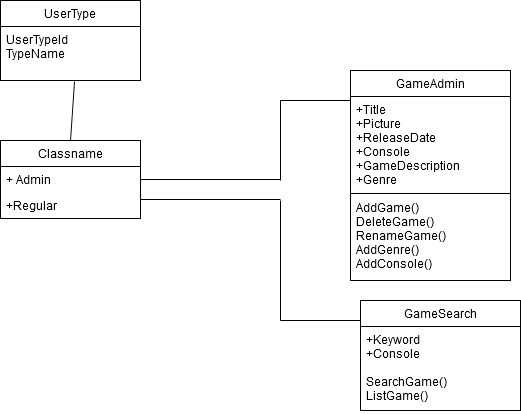 UserType
UserTypeId
TypeName
Classname
+ Admin
+Regular
GameAdmin
+Title
+Picture
+ReleaseDate
+Console
+GameDescription
+Genre
AddGame()
DeleteGame()
RenameGame()
AddGenre()
AddConsole()
GameSearch
+Keyword
+Console
SearchGame()
ListGame()